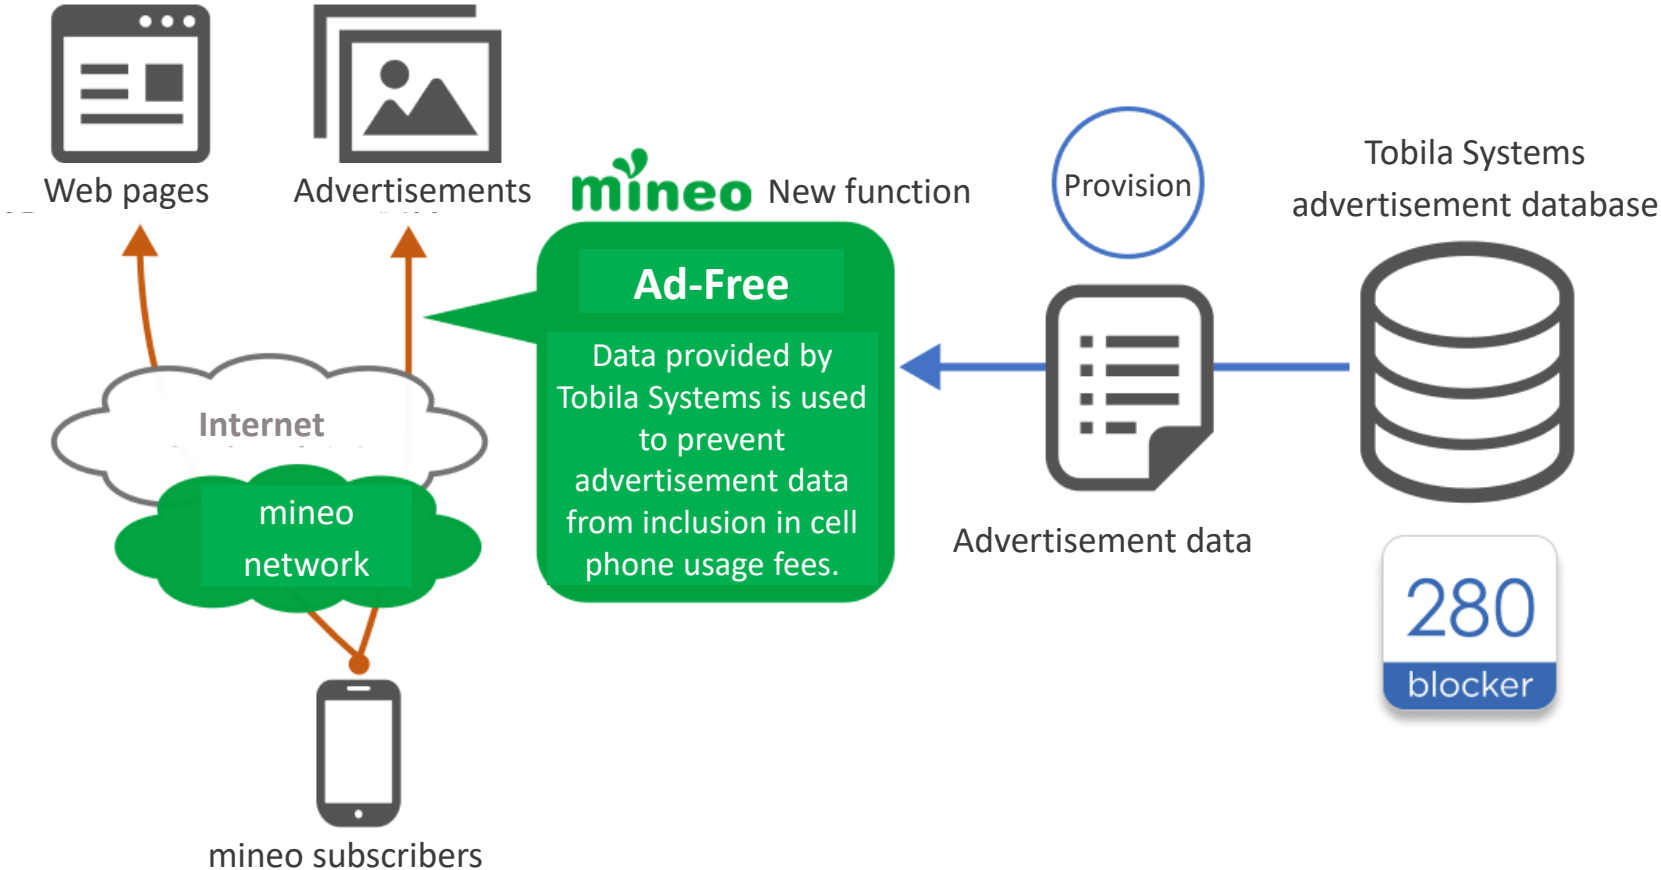 Web pages
Advertisements
mineo New function
Provision
Tobila Systems
advertisement database
Ad-Free
Data provided by
Tobila Systems is used
to prevent
advertisement data
from inclusion in cell
phone usage fees.
Internet
mineo
network
Advertisement data
280
blocker
mineo subscribers